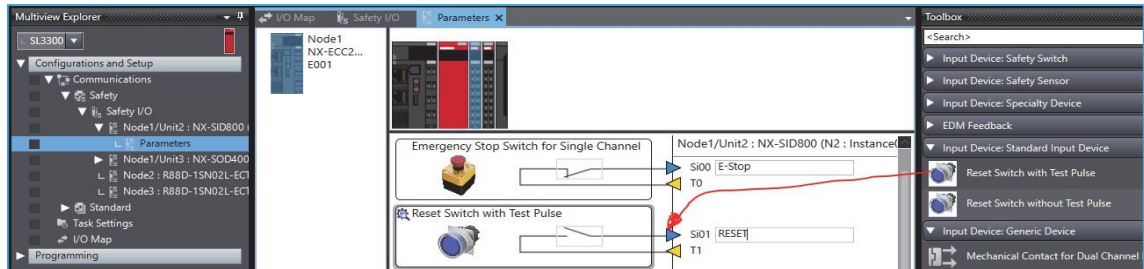 Multiview Explorer
SL3300
Configurations and Setup
Communications
Safety
Safety I/O
Node1/Unit2 : NX-SID800 (
Parameters
Node1/Unit3 : NX-SOD400
Node2 : R88D-1SN02L-ECT
Node3 : R88D-1SN02L-ECT
Standard
Task Settings
I/O Map
Programming
I/O Map
Safety I/O
Parameters
Node1
NX-ECC2...
E001
Emergency Stop Switch for Single Channel
Reset Switch with Test Pulse
Node1/Unit2 : NX-SID800 (N2 : Instance0
Si00 E-Stop
T0
Si01 RESET
T1
Toolbox
<Search>
Input Device: Safety Switch
Input Device: Safety Sensor
Input Device: Specialty Device
EDM Feedback
Input Device: Standard Input Device
Reset Switch with Test Pulse
Reset Switch without Test Pulse
Input Device: Generic Device
Mechanical Contact for Dual Channel